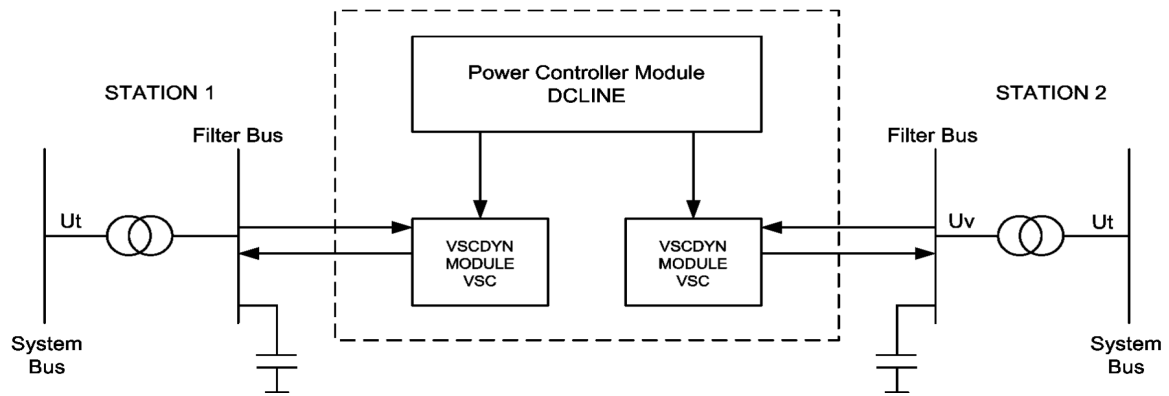 Power Controller Module
DCLINE
STATION 1
STATION 2
Filter Bus
Filter Bus
Ut
Uv
Ut
VSCDYN
MODULE
VSC
VSCDYN
MODULE
VSC
System
Bus
System
Bus